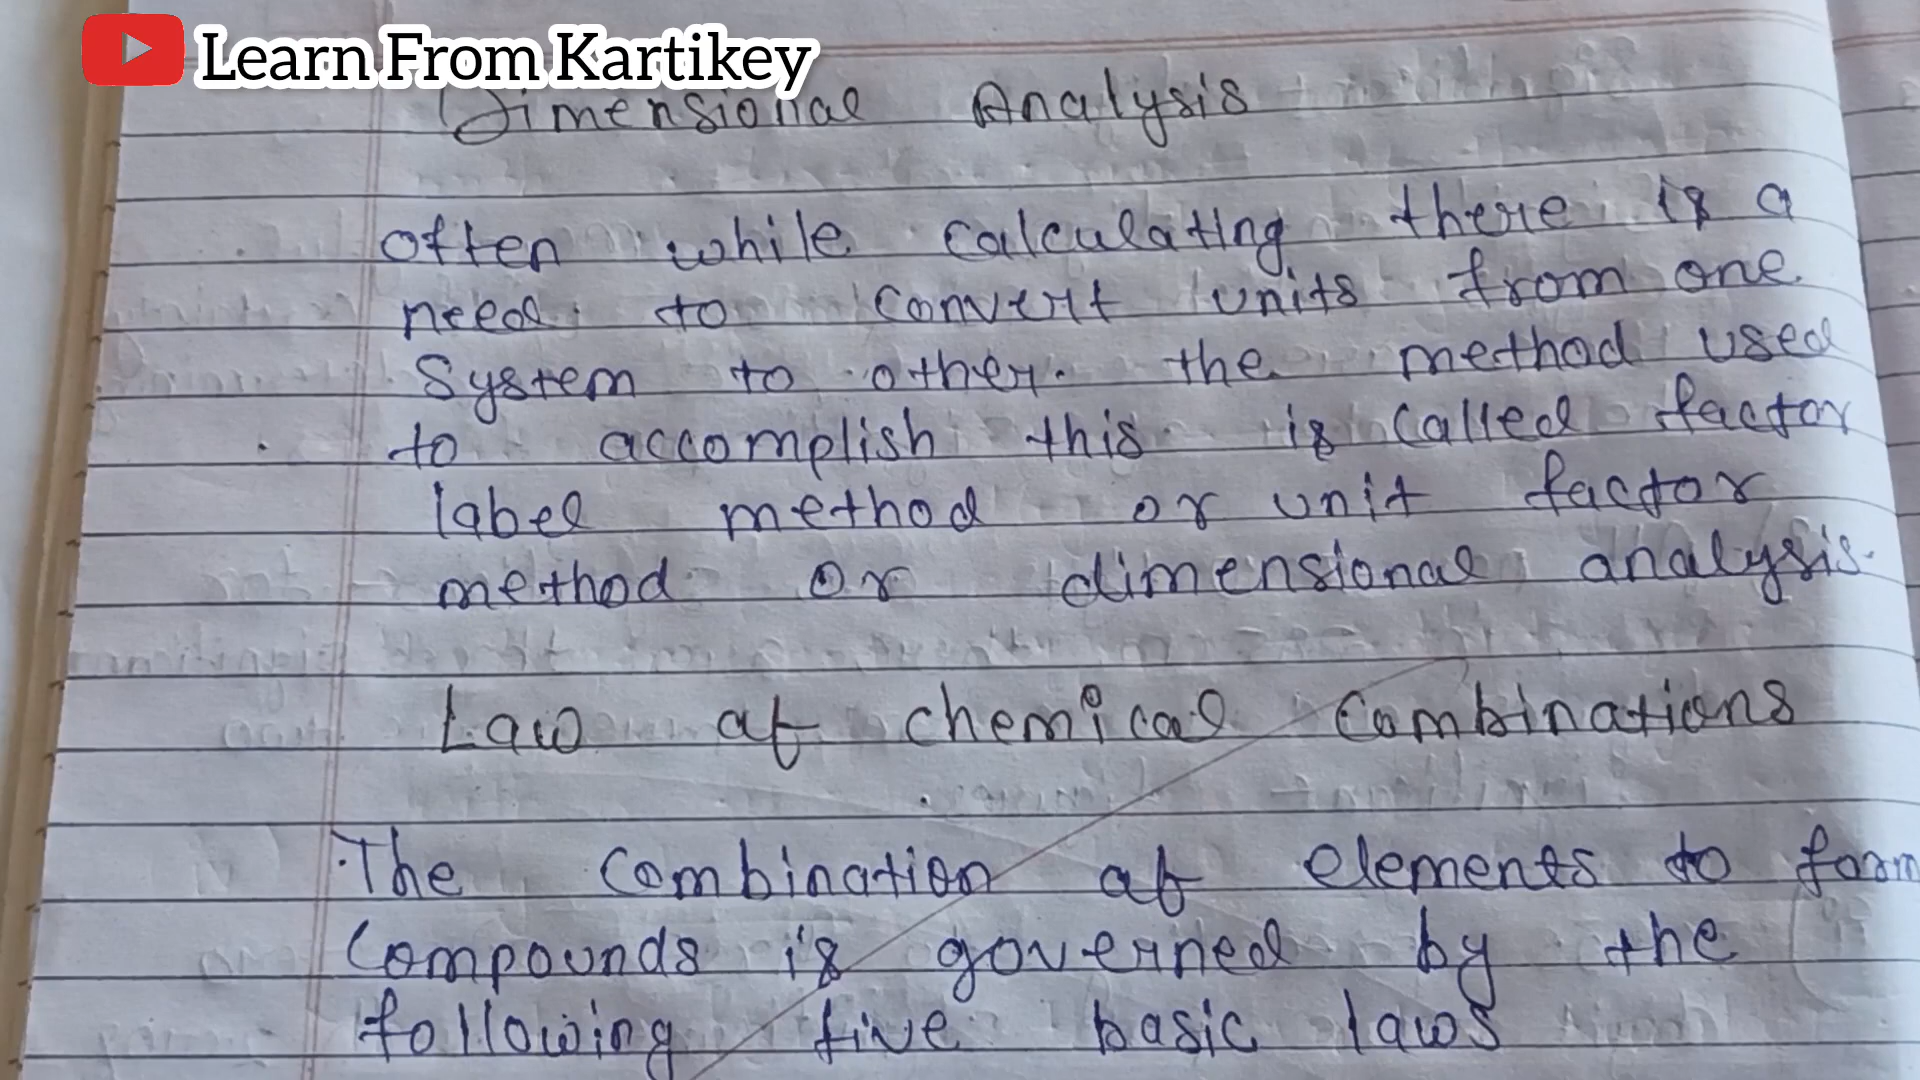 Learn From Kartikey
Dimensional Analysis
often while calculating there is a
need to convert units from one
System to other. the method used
to accomplish this is called factor
label method or unit factor
method or dimensional analysis.
Law of chemical Combinations
The Combination of elements to form
Compounds is governed by the
following five basic laws